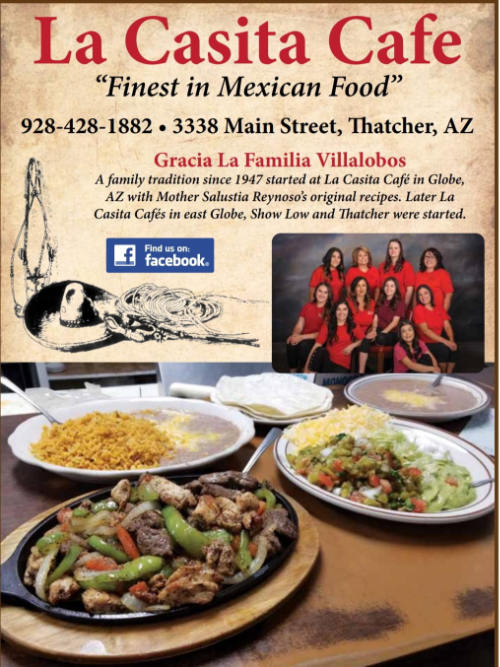 La Casita Cafe
“Finest in Mexican Food”
928-428-1882 • 3338 Main Street, Thatcher, AZ
Gracia La Familia Villalobos
A family tradition since 1947 started at La Casita Café in Globe,
AZ with Mother Salustia Reynoso’s original recipes. Later La
Casita Cafés in east Globe, Show Low and Thatcher were started.
f
Find us on:
facebook®